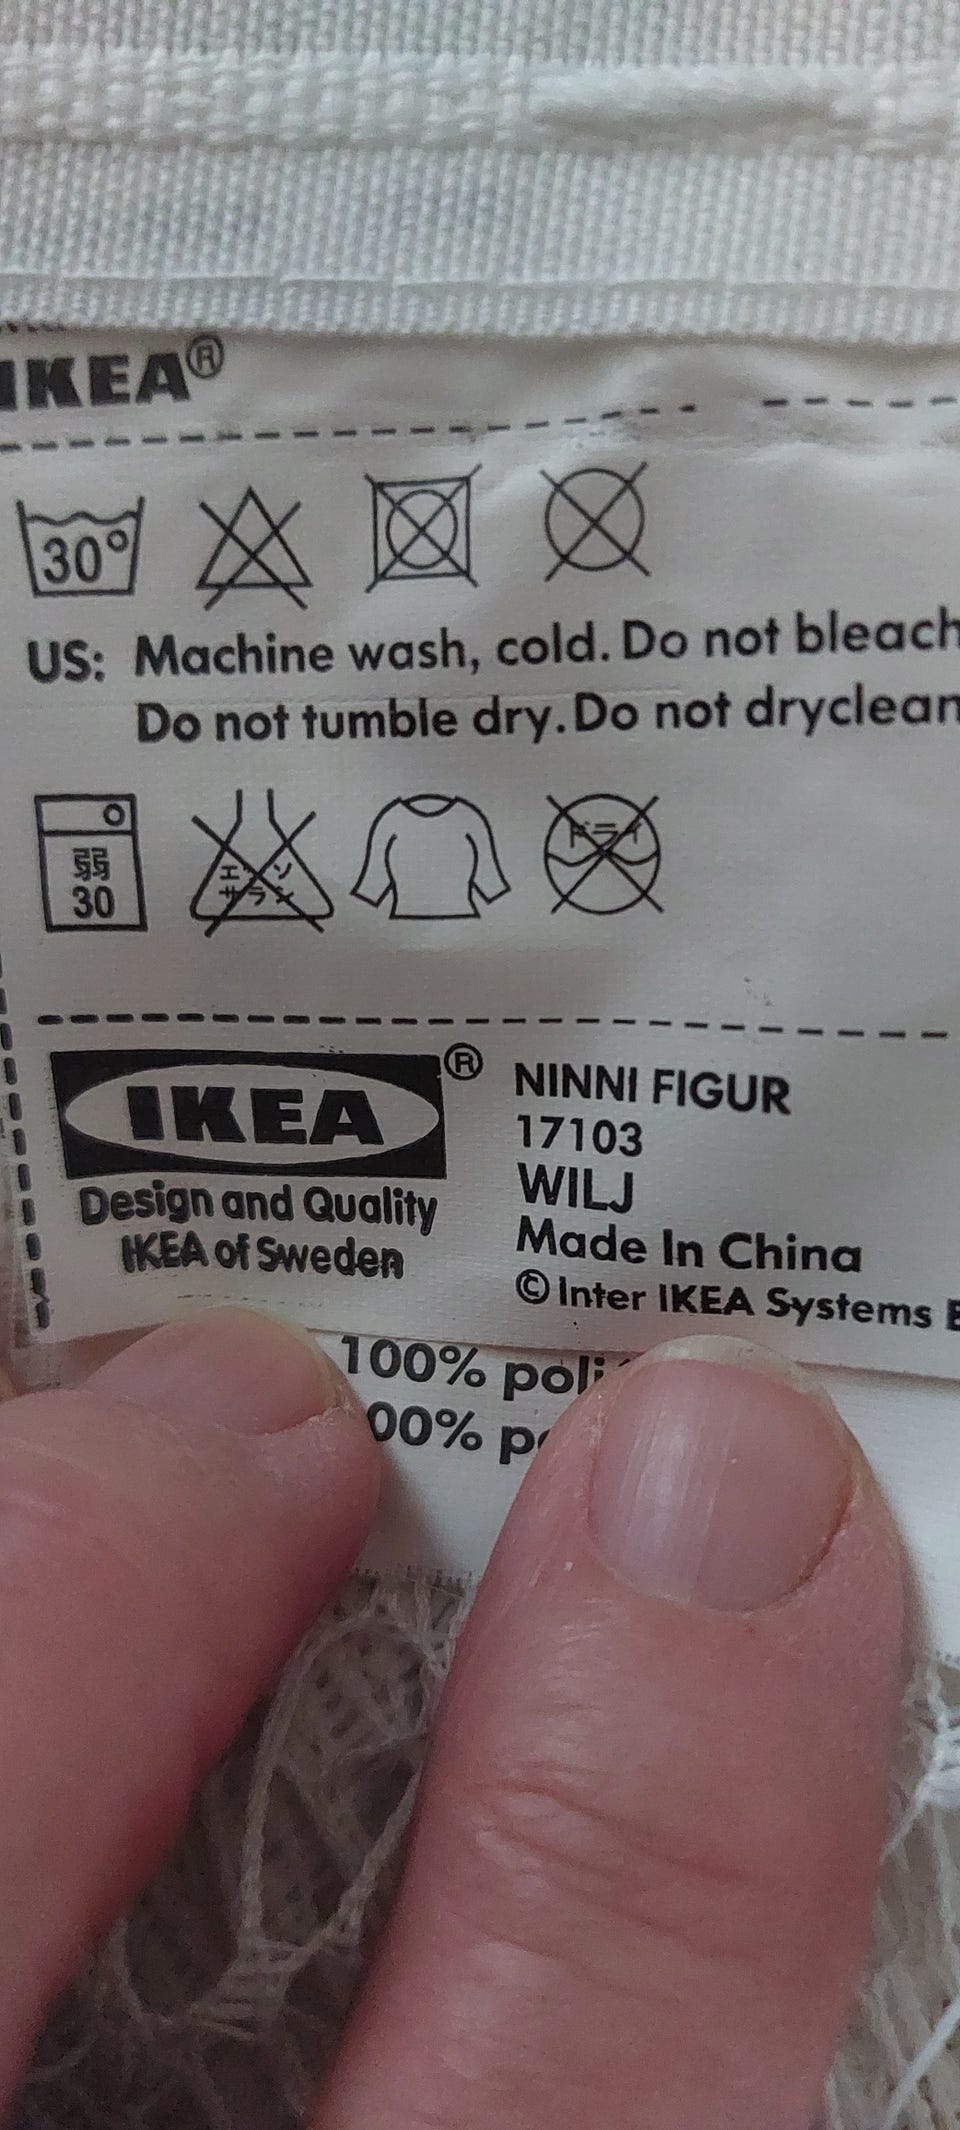 IKEA®
30°
US: Machine wash, cold. Do not bleach
Do not tumble dry. Do not dryclean
弱
30
エンソ
サラシ
ドライ
IKEA®
Design and Quality
IKEA of Sweden
NINNI FIGUR
17103
WILJ
Made In China
© Inter IKEA Systems
100%
00%